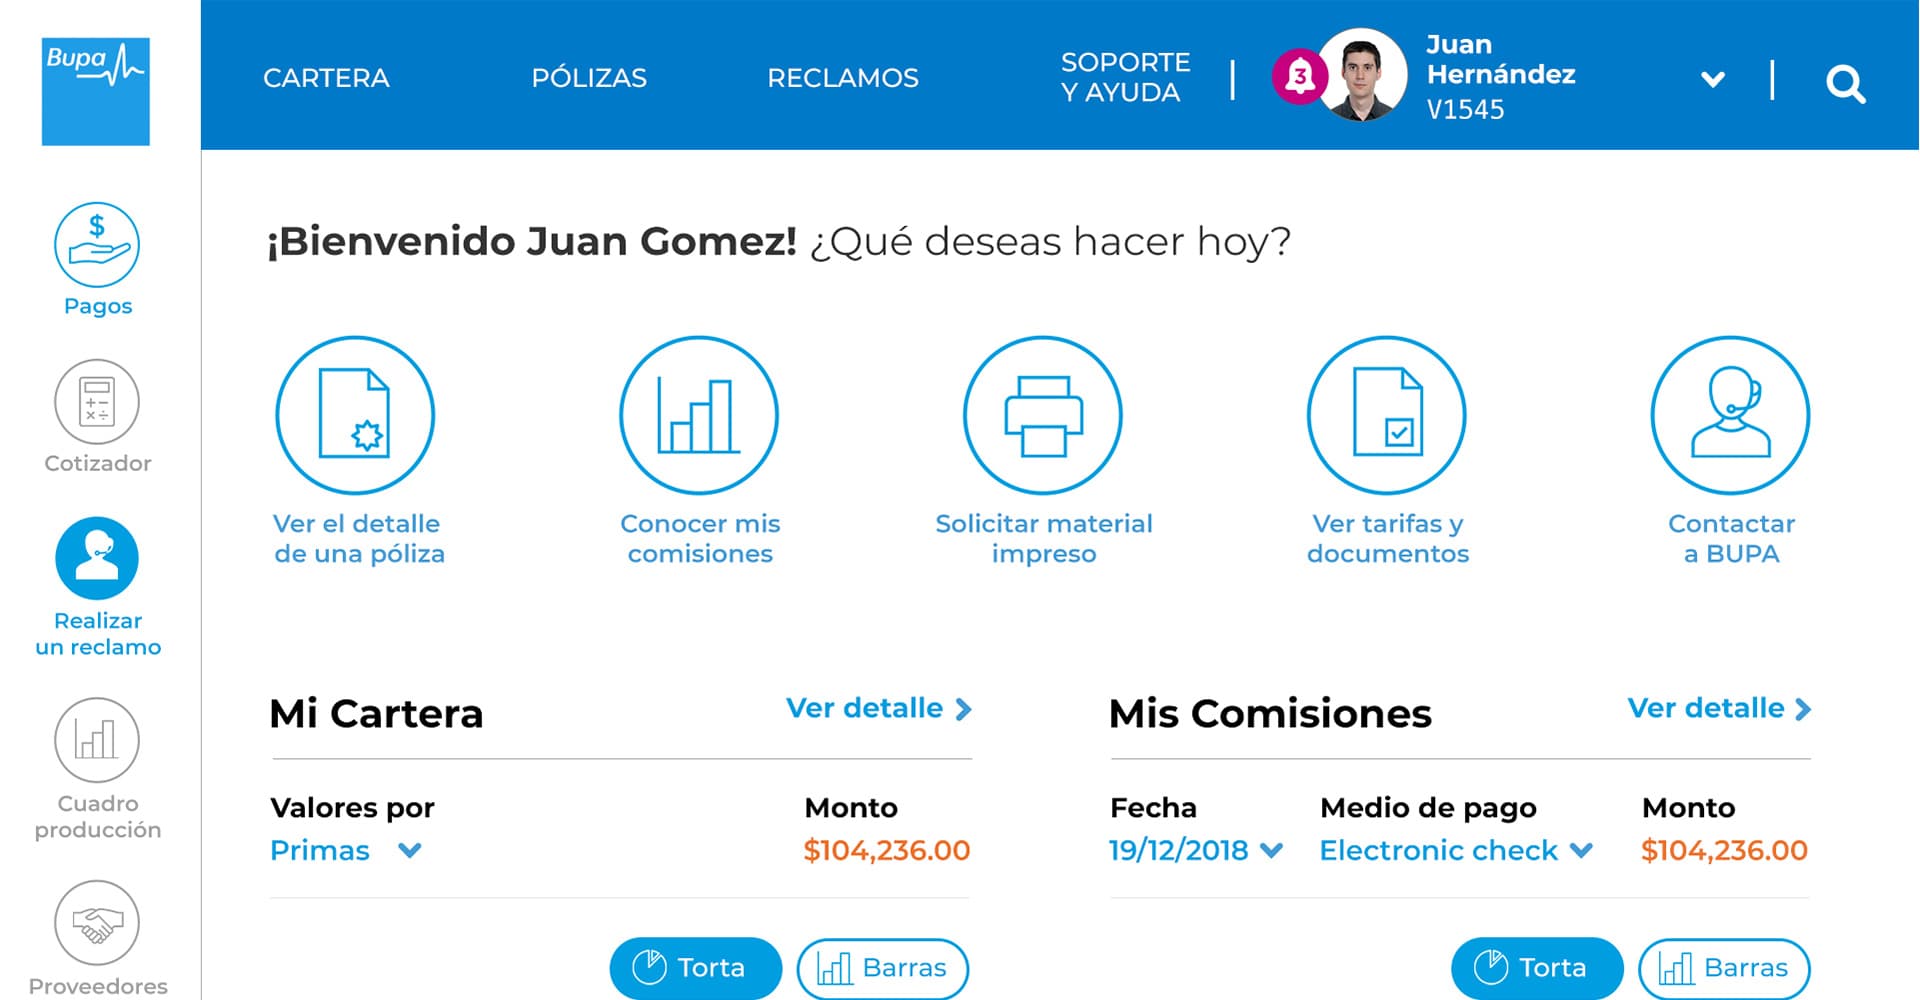 Bupa
CARTERA
PÓLIZAS
RECLAMOS
SOPORTE
Y AYUDA
3
Juan
Hernández
V1545
$
Pagos
Cotizador
Realizar
un reclamo
Cuadro
producción
Proveedores
¡Bienvenido Juan Gomez! ¿Qué deseas hacer hoy?
Ver el detalle
de una póliza
Conocer mis
comisiones
Solicitar material
impreso
Ver tarifas y
documentos
Contactar
a BUPA
Mi Cartera
Ver detalle
Valores por
Monto
Primas
$104,236.00
Torta
Barras
Mis Comisiones
Ver detalle
Fecha
Medio de pago
Monto
19/12/2018
Electronic check
$104,236.00
Torta
Barras